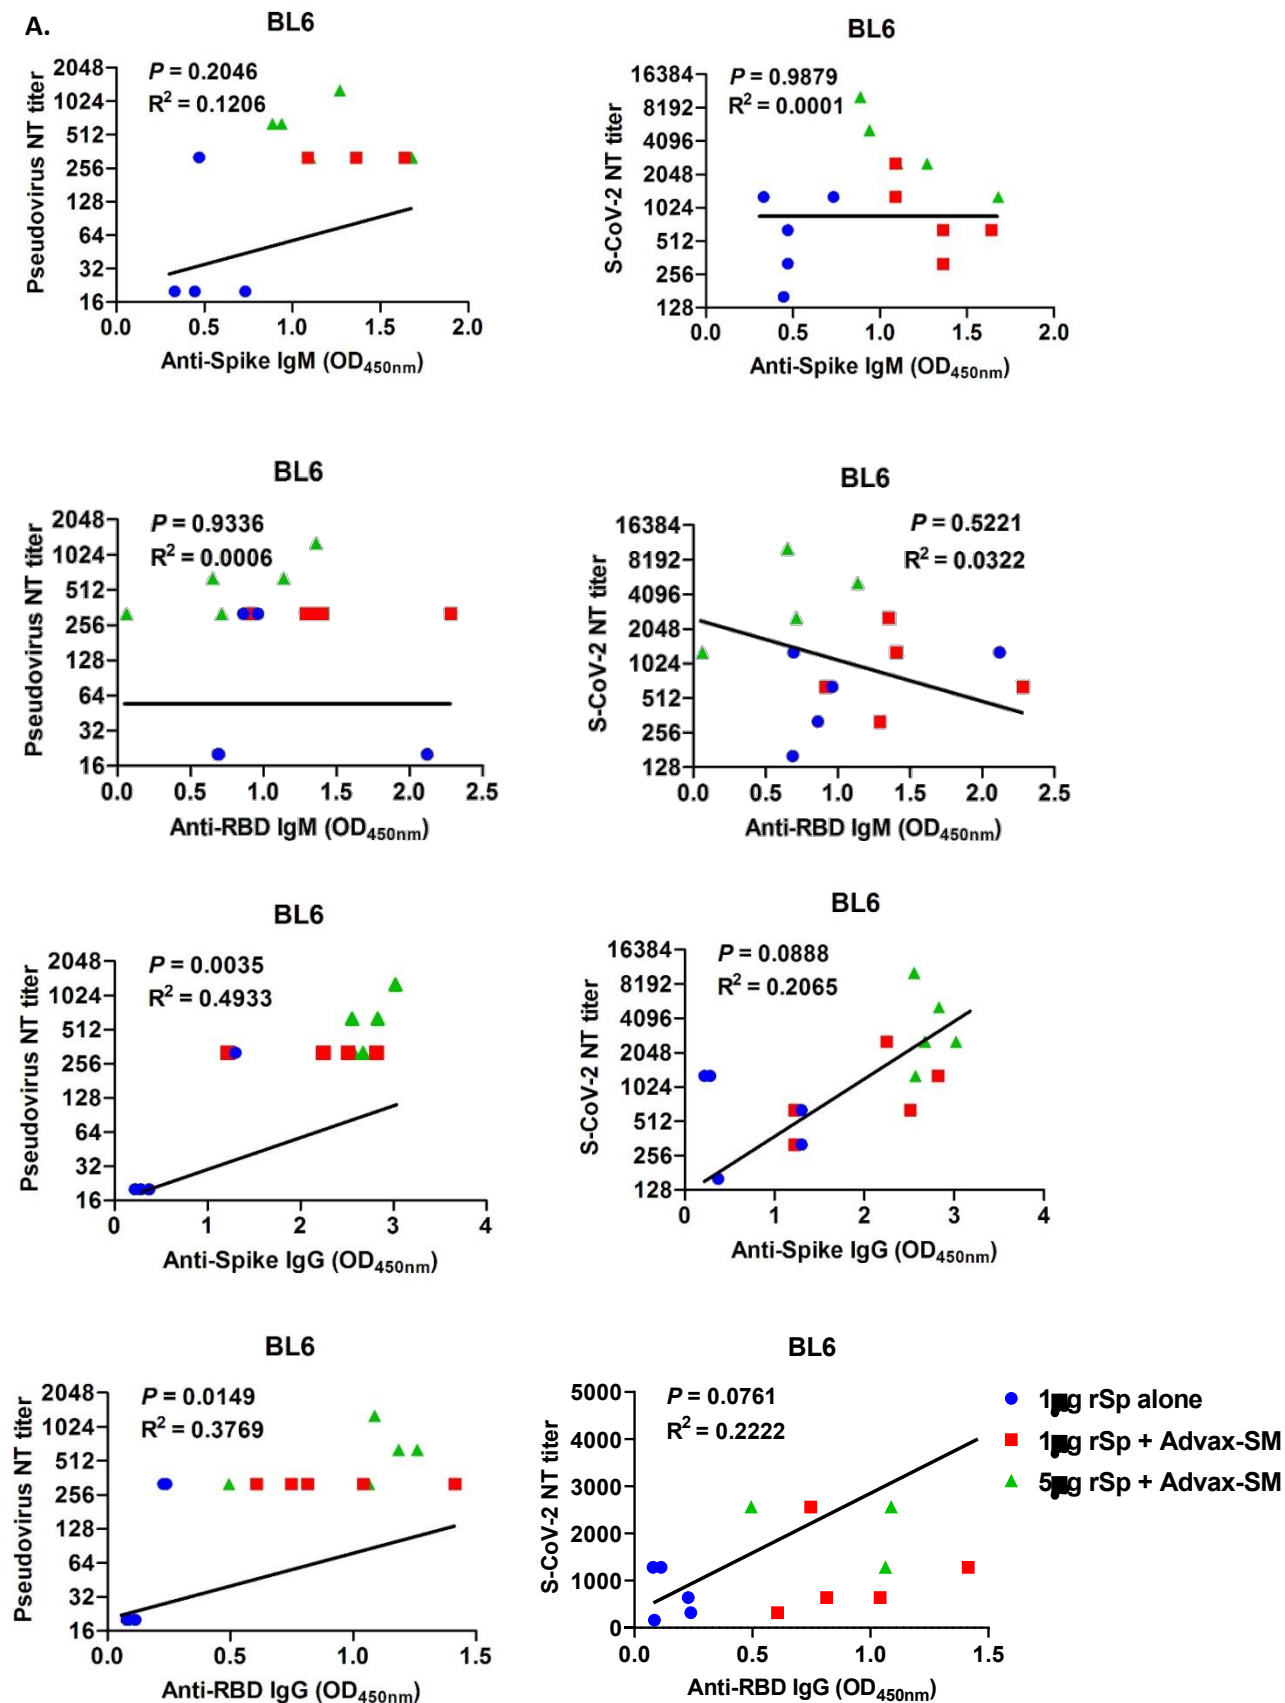 A.
BL6
P = 0.2046
R² = 0.1206
Pseudovirus NT titer
2048
1024
512
256
128
64
32
16
0.0 0.5 1.0 1.5 2.0
Anti-Spike IgM (OD450nm)
BL6
P = 0.9879
R² = 0.0001
S-CoV-2 NT titer
16384
8192
4096
2048
1024
512
256
128
0.0 0.5 1.0 1.5 2.0
Anti-Spike IgM (OD450nm)
BL6
P = 0.9336
R² = 0.0006
Pseudovirus NT titer
2048
1024
512
256
128
64
32
16
0.0 0.5 1.0 1.5 2.0 2.5
Anti-RBD IgM (OD450nm)
BL6
P = 0.5221
R² = 0.0322
S-CoV-2 NT titer
16384
8192
4096
2048
1024
512
256
128
0.0 0.5 1.0 1.5 2.0 2.5
Anti-RBD IgM (OD450nm)
BL6
P = 0.0035
R² = 0.4933
Pseudovirus NT titer
2048
1024
512
256
128
64
32
16
0 1 2 3 4
Anti-Spike IgG (OD450nm)
BL6
P = 0.0888
R² = 0.2065
S-CoV-2 NT titer
16384
8192
4096
2048
1024
512
256
128
0 1 2 3 4
Anti-Spike IgG (OD450nm)
BL6
P = 0.0149
R² = 0.3769
Pseudovirus NT titer
2048
1024
512
256
128
64
32
16
0.0 0.5 1.0 1.5
Anti-RBD IgG (OD450nm)
BL6
P = 0.0761
R² = 0.2222
S-CoV-2 NT titer
5000
4000
3000
2000
1000
0
0.0 0.5 1.0 1.5
Anti-RBD IgG (OD450nm)
rSp alone
rSp + Advax-SM
rSp + Advax-SM